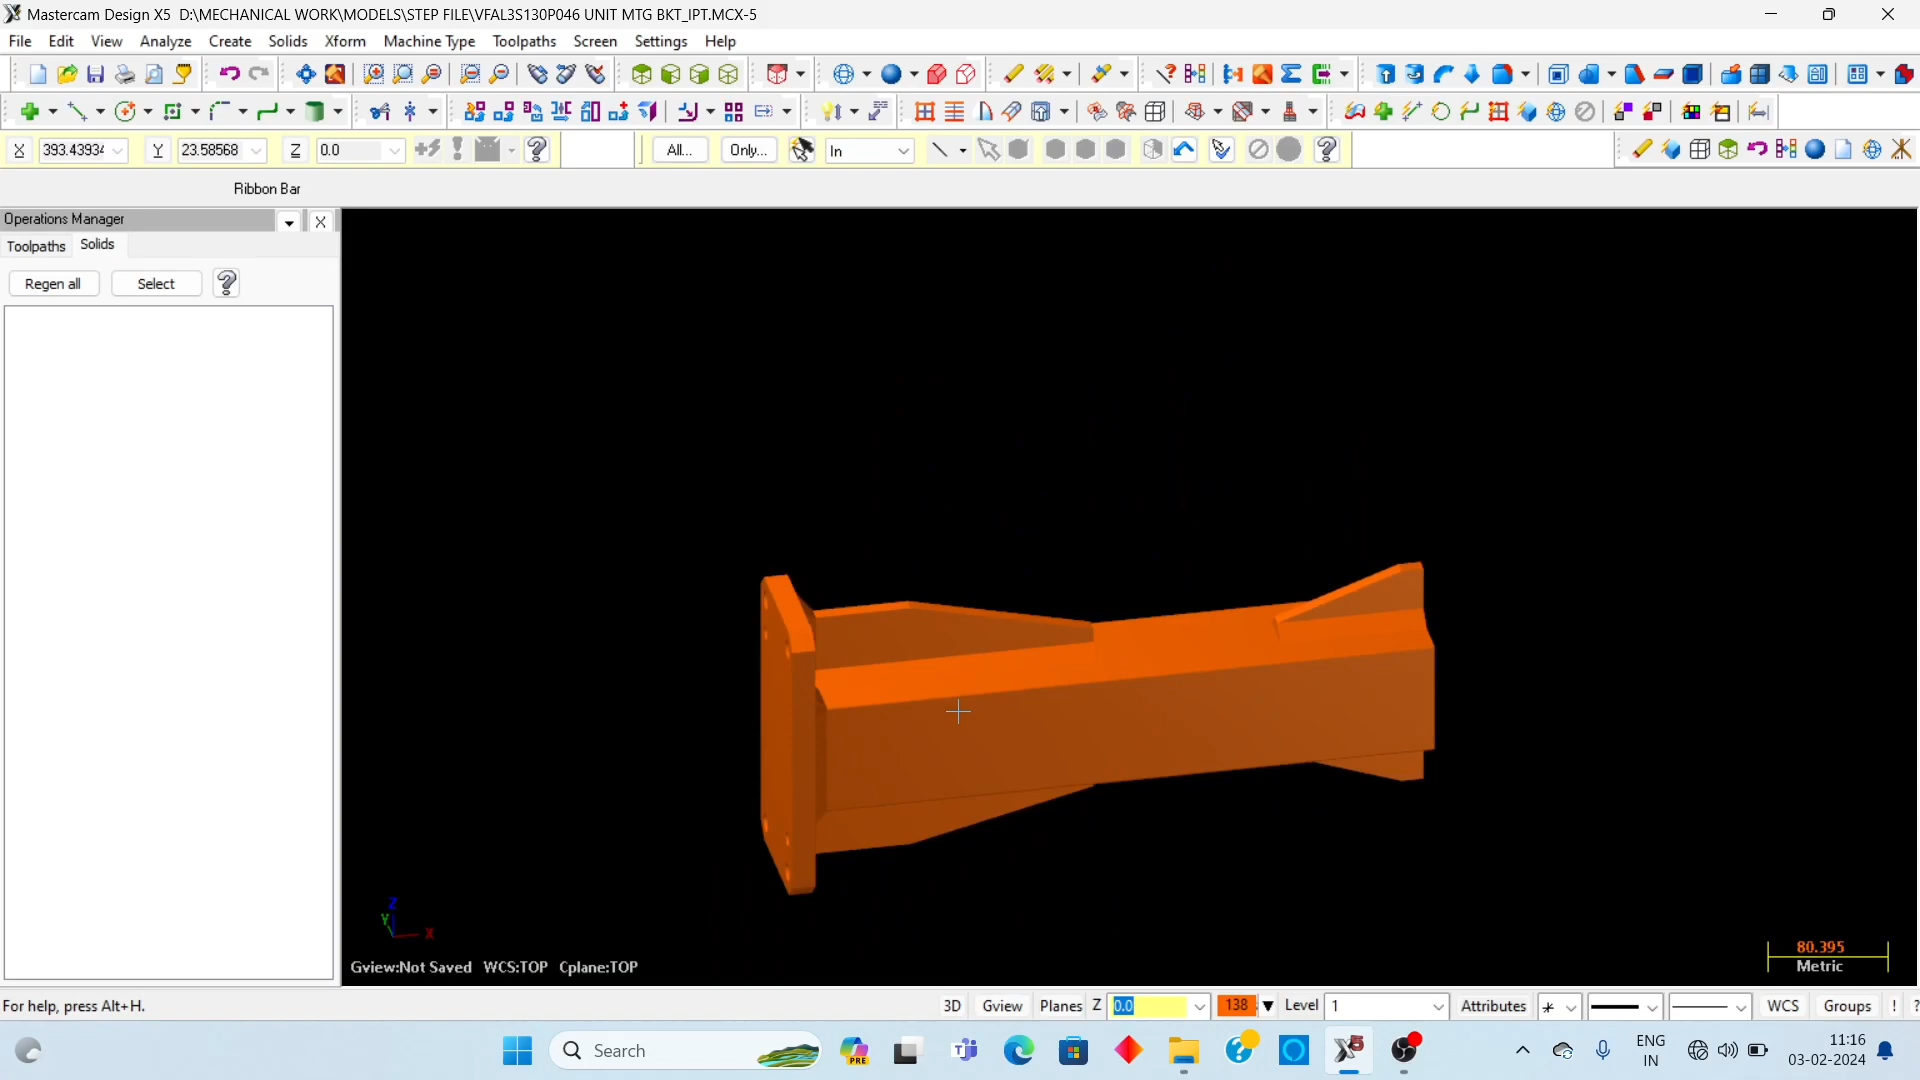 Mastercam Design X5 D:\MECHANICAL WORK\MODELS\STEP FILE\VFAL3S130P046 UNIT MTG BKT_IPT.MCX-5
File Edit View Analyze Create Solids Xform Machine Type Toolpaths Screen Settings Help
X 393.43934 Y 23.58568 Z 0.0 All... Only... In
Ribbon Bar
Operations Manager
Toolpaths Solids
Regen all Select
Z
Y
X
80.395
Metric
Gview:Not Saved WCS:TOP Cplane:TOP
For help, press Alt+H. 3D Gview Planes Z 0.0 138 Level 1 Attributes WCS Groups ! ?
Search PRE ENG 11:16
IN 03-02-2024